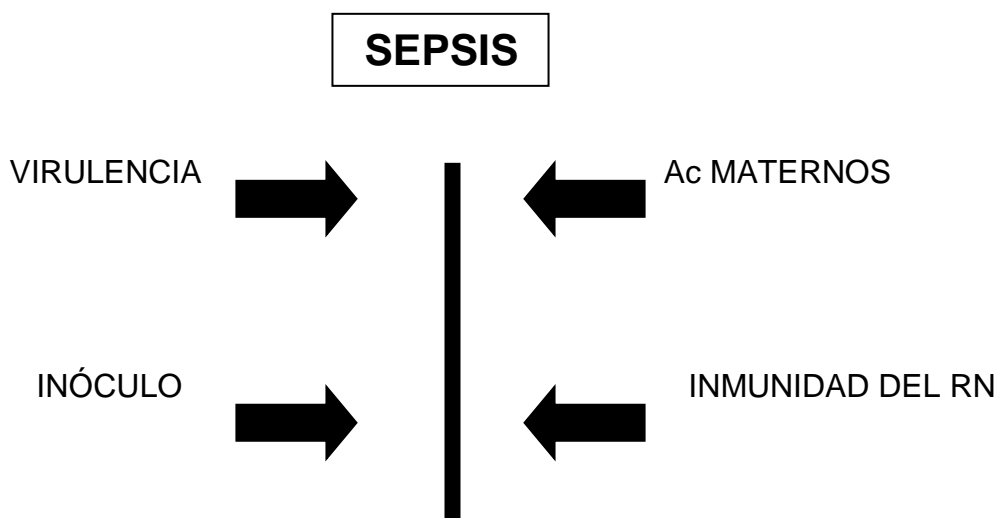 SEPSIS
VIRULENCIA
Ac MATERNOS
INÓCULO
INMUNIDAD DEL RN